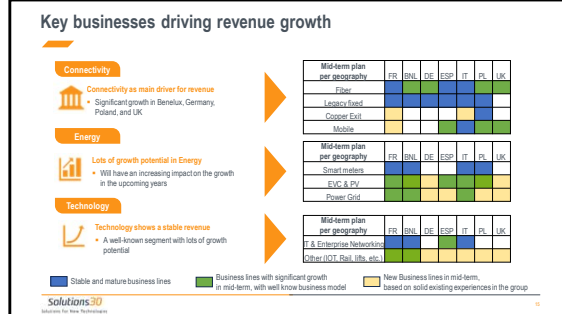 Key businesses driving revenue growth
Connectivity
Connectivity as main driver for revenue
▪ Significant growth in Benelux, Germany,
Poland, and UK
Mid-term plan
per geography FR BNL DE ESP IT PL UK
Fiber
Legacy fixed
Copper Exit
Mobile
Energy
Lots of growth potential in Energy
▪ Will have an increasing impact on the growth
in the upcoming years
Mid-term plan
per geography FR BNL DE ESP IT PL UK
Smart meters
EVC & PV
Power Grid
Technology
Technology shows a stable revenue
▪ A well-known segment with lots of growth
potential
Mid-term plan
per geography FR BNL DE ESP IT PL UK
IT & Enterprise Networking
Other (IOT, Rail, lifts, etc.)
Stable and mature business lines
Business lines with significant growth
in mid-term, with well know business model
New Business lines in mid-term,
based on solid existing experiences in the group
Solutions30
Solutions for New Technologies